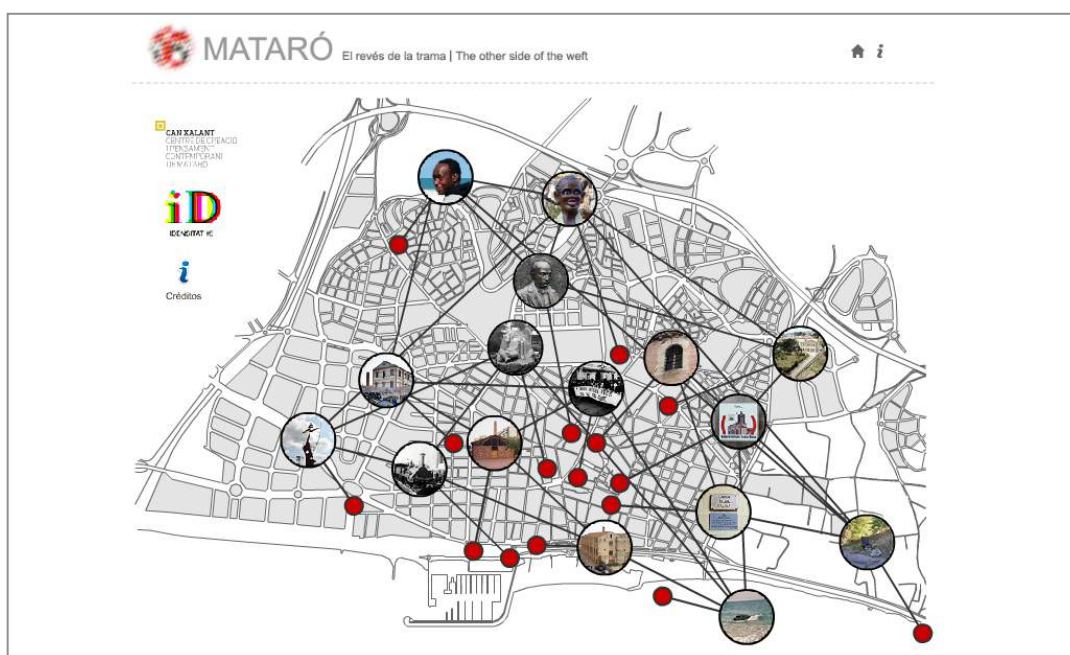 MATARÓ El revés de la trama | The other side of the weft
i
CAN XALANT
CENTRE DE CREACIÓ
I PENSAMENT
CONTEMPORANI
DE MATARÓ
iD
IDENSITAT
i
Créditos